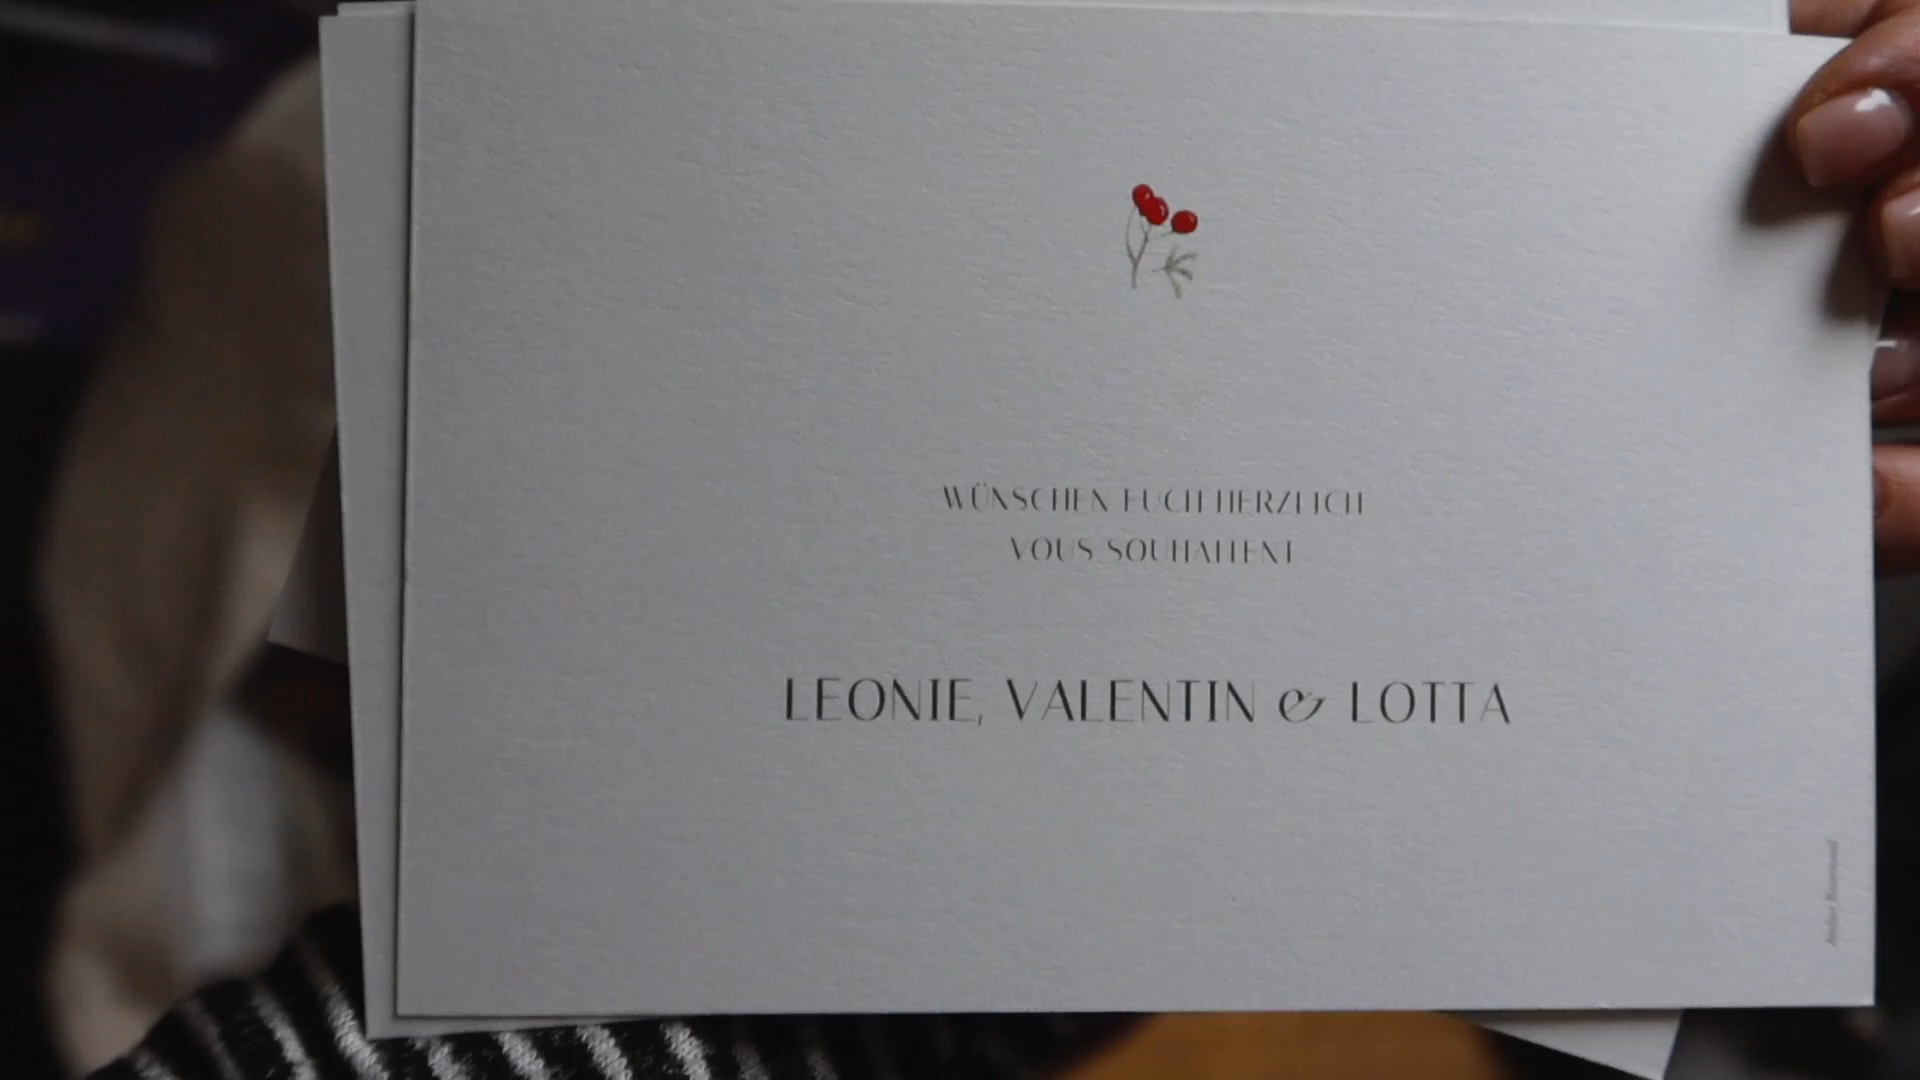 WÜNSCHEN EUCH HERZLICH
VOUS SOUHAITENT
LEONIE, VALENTIN & LOTTA